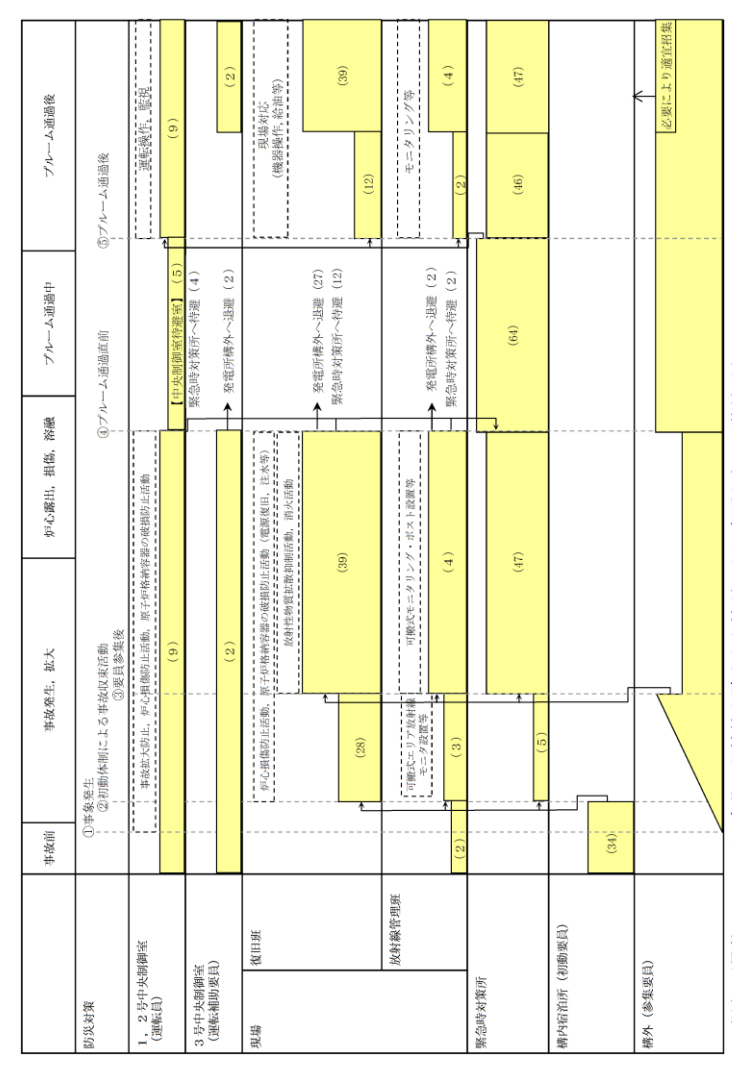 事故前
事故発生，拡大
炉心露出，損傷，溶融
プルーム通過中
プルーム通過後
防災対策
①事象発生
②初動体制による事故収束活動
③要員参集後
④プルーム通過直前
⑤プルーム通過後
１，２号中央制御室
（運転員）
事故拡大防止，炉心損傷防止活動，原子炉格納容器の破損防止活動
運転操作，監視
（９）
【中央制御室待避室】（５）
緊急時対策所へ待避（４）
（９）
３号中央制御室
（運転補助要員）
（２）
発電所構外へ退避（２）
（２）
現場
復旧班
炉心損傷防止活動，原子炉格納容器の破損防止活動（電源復旧，注水等）
放射性物質拡散抑制活動，消火活動
現場対応
（機器操作，給油等）
(28)
(39)
発電所構外へ退避 (27)
緊急時対策所へ待避 (12)
(12)
(39)
放射線管理班
可搬式エリア放射線
モニタ設置等
可搬式モニタリング・ポスト設置等
モニタリング等
（２）
（３）
（４）
発電所構外へ退避（２）
緊急時対策所へ待避（２）
（２）
（４）
緊急時対策所
（５）
(47)
(64)
(46)
(47)
構内宿泊所（初動要員）
(34)
構外（参集要員）
必要により適宜招集